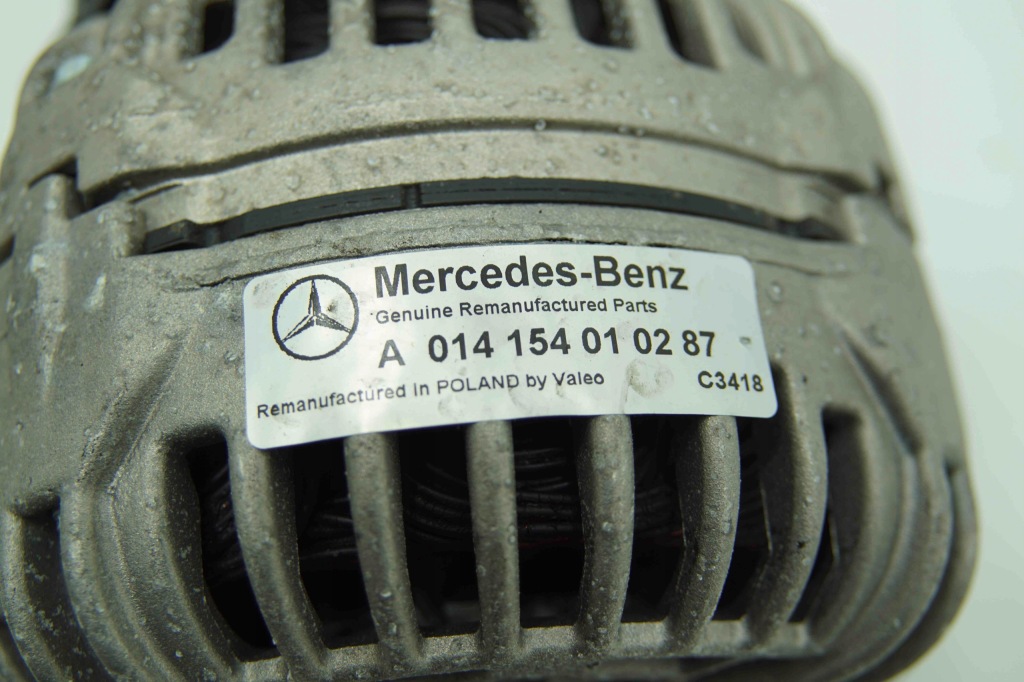 Mercedes-Benz
Genuine Remanufactured Parts
A 014 154 01 02 87
Remanufactured in POLAND by Valeo C3418